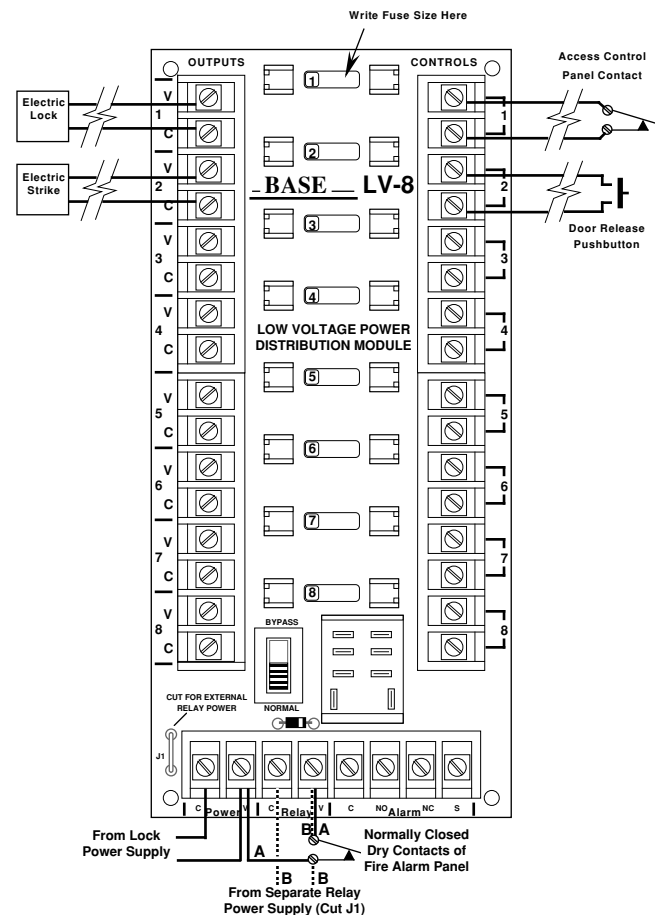 Write Fuse Size Here
OUTPUTS
CONTROLS
Access Control
Panel Contact
Electric
Lock
V
1
C
1
1
Electric
Strike
V
2
C
2
2
BASE LV-8
Door Release
Pushbutton
V
3
C
3
3
V
4
C
4
4
LOW VOLTAGE POWER
DISTRIBUTION MODULE
V
5
C
5
5
V
6
C
6
6
V
7
C
7
7
V
8
C
8
8
BYPASS
NORMAL
CUT FOR EXTERNAL
RELAY POWER
J1
C Power V C Relay V C NO Alarm NC S
From Lock
Power Supply
A
B A
Normally Closed
Dry Contacts of
Fire Alarm Panel
B B
From Separate Relay
Power Supply (Cut J1)